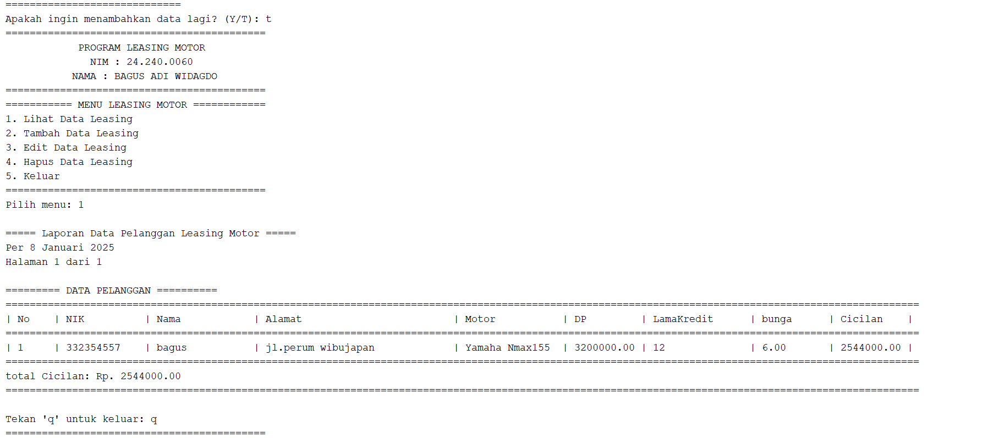 =============================
Apakah ingin menambahkan data lagi? (Y/T): t
===========================================
PROGRAM LEASING MOTOR
NIM : 24.240.0060
NAMA : BAGUS ADI WIDAGDO
===========================================
=========== MENU LEASING MOTOR ============
1. Lihat Data Leasing
2. Tambah Data Leasing
3. Edit Data Leasing
4. Hapus Data Leasing
5. Keluar
===========================================
Pilih menu: 1
===== Laporan Data Pelanggan Leasing Motor =====
Per 8 Januari 2025
Halaman 1 dari 1
========= DATA PELANGGAN ==========
=======================================================================================================================================================
| No | NIK | Nama | Alamat | Motor | DP | LamaKredit | bunga | Cicilan |
=======================================================================================================================================================
| 1 | 332354557 | bagus | jl.perum wibujapan | Yamaha Nmax155 | 3200000.00 | 12 | 6.00 | 2544000.00 |
=======================================================================================================================================================
total Cicilan: Rp. 2544000.00
=======================================================================================================================================================
Tekan 'q' untuk keluar: q
===========================================